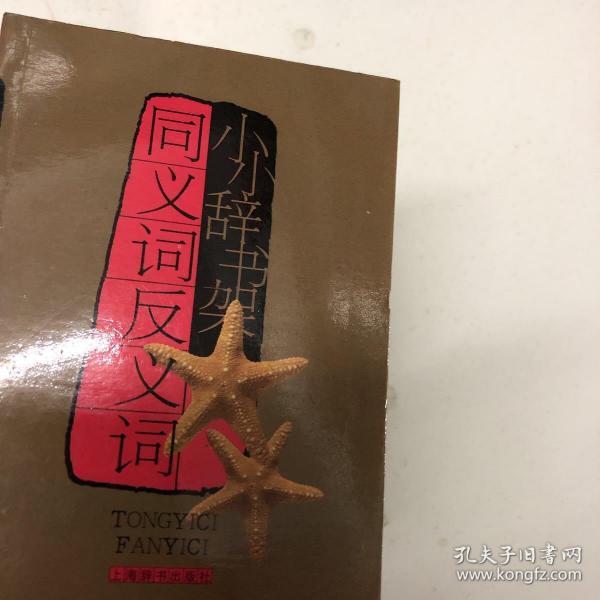 小小辞书架
同义词反义词
TONGYICI
FANYICI
上海辞书出版社
孔夫子旧书网
www.kongfz.com